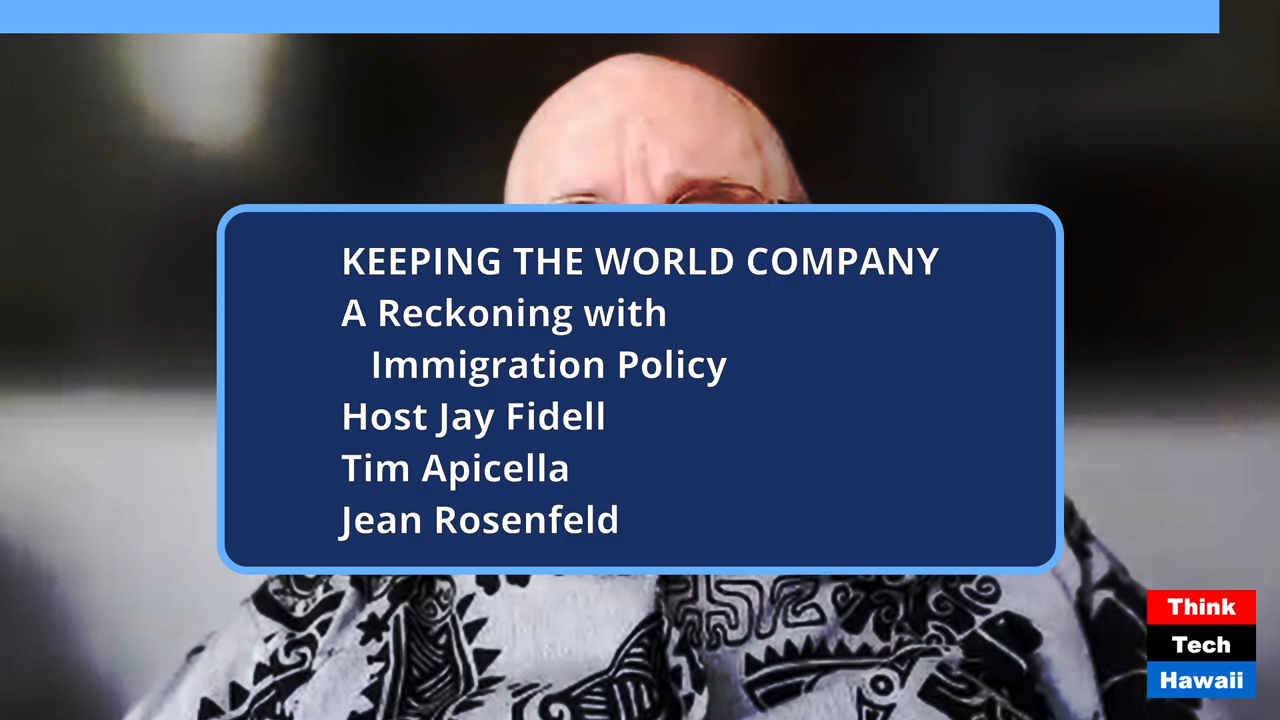 KEEPING THE WORLD COMPANY
A Reckoning with
Immigration Policy
Host Jay Fidell
Tim Apicella
Jean Rosenfeld
Think
Tech
Hawaii